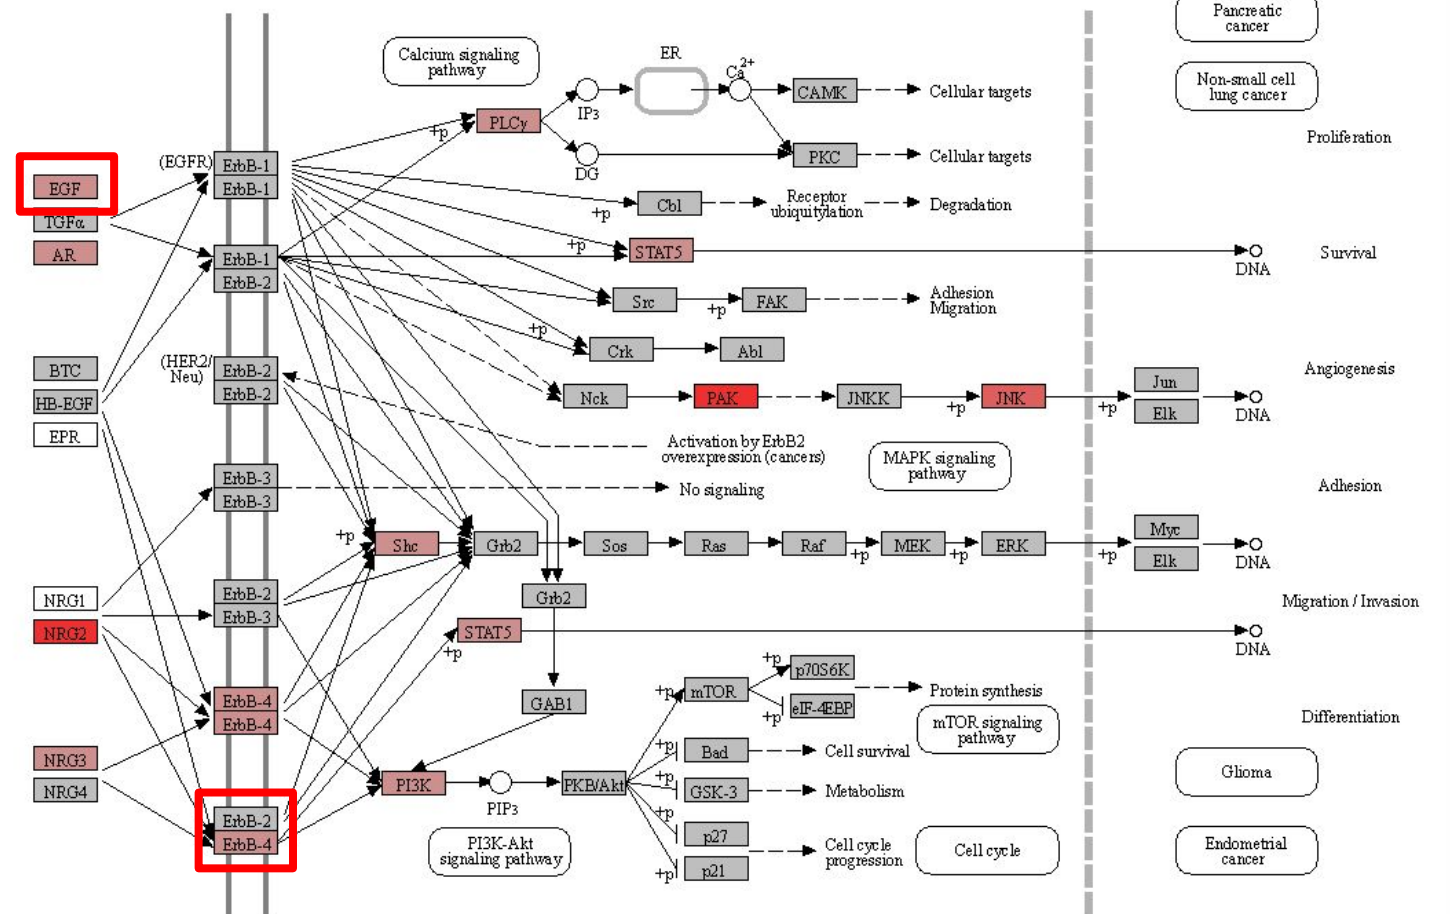 Pancreatic
cancer
Calcium signaling
pathway
ER
Ca2+
Non-small cell
lung cancer
CAMK
Cellular targets
IP3
+p
PLCγ
Proliferation
PKC
Cellular targets
DG
(EGFR)
ErbB-1
ErbB-1
EGF
TGFα
AR
Cbl
+p
Receptor
ubiquitylation
Degradation
+p
STAT5
DNA
Survival
ErbB-1
ErbB-2
Src
+p
FAK
Adhesion
Migration
+p
Crk
Abl
(HER2/
Neu)
ErbB-2
ErbB-2
BTC
HB-EGF
EPR
Nck
PAK
JNKK
+p
JNK
+p
Jun
Elk
DNA
Angiogenesis
Activation by ErbB2
overexpression (cancers)
MAPK signaling
pathway
ErbB-3
ErbB-3
No signaling
Adhesion
+p
Shc
Grb2
Sos
Ras
Raf
+p
MEK
+p
ERK
+p
Myc
Elk
DNA
NRG1
NRG2
ErbB-2
ErbB-3
Grb2
Migration / Invasion
STAT5
+p
DNA
+p
p70S6K
ErbB-4
ErbB-4
GAB1
+p
mTOR
+p
eIF-4EBP
Protein synthesis
mTOR signaling
pathway
Differentiation
NRG3
NRG4
+p
Bad
Cell survival
PI3K
PIP3
PKB/Akt
+p
GSK-3
Metabolism
Glioma
ErbB-2
ErbB-4
+p
p27
+p
p21
Cell cycle
progression
Cell cycle
PI3K-Akt
signaling pathway
Endometrial
cancer